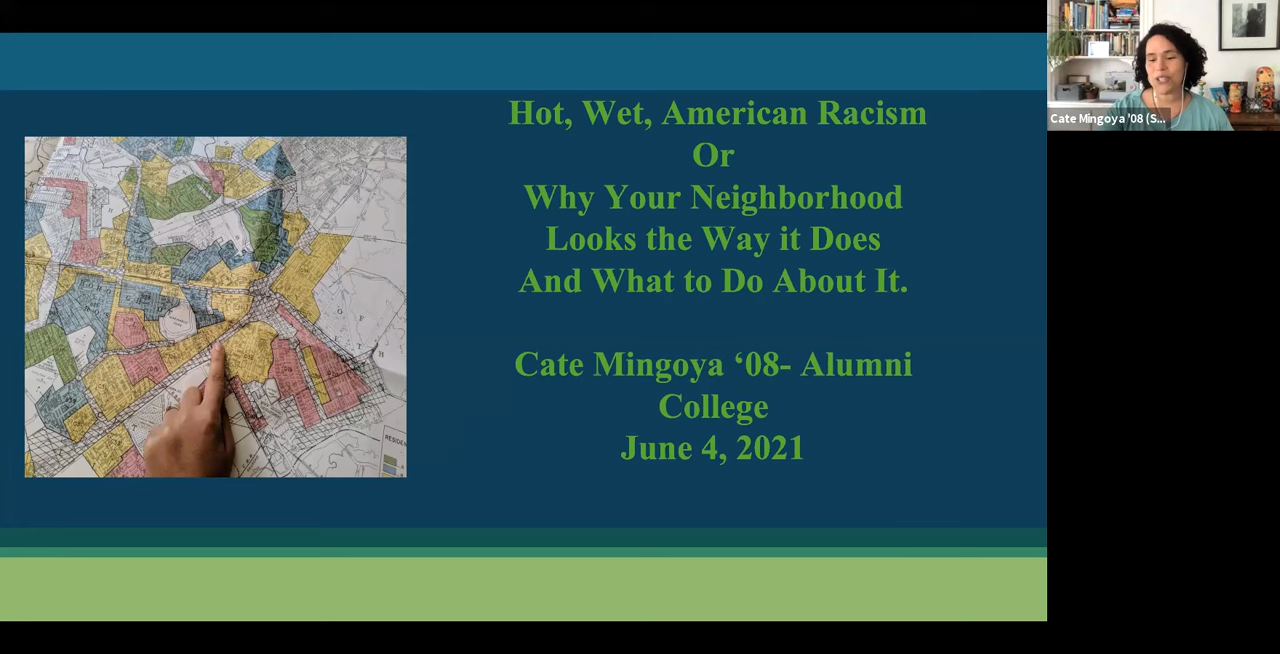 Hot, Wet, American Racism
Or
Why Your Neighborhood
Looks the Way it Does
And What to Do About It.
Cate Mingoya ‘08- Alumni
College
June 4, 2021
Cate Mingoya '08 (S...